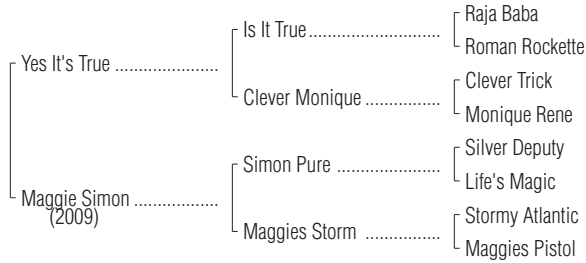 Raja Baba
Is It True
Roman Rockette
Yes It's True
Clever Trick
Clever Monique
Monique Rene
Silver Deputy
Simon Pure
Life's Magic
Maggie Simon
(2009)
Stormy Atlantic
Maggies Storm
Maggies Pistol